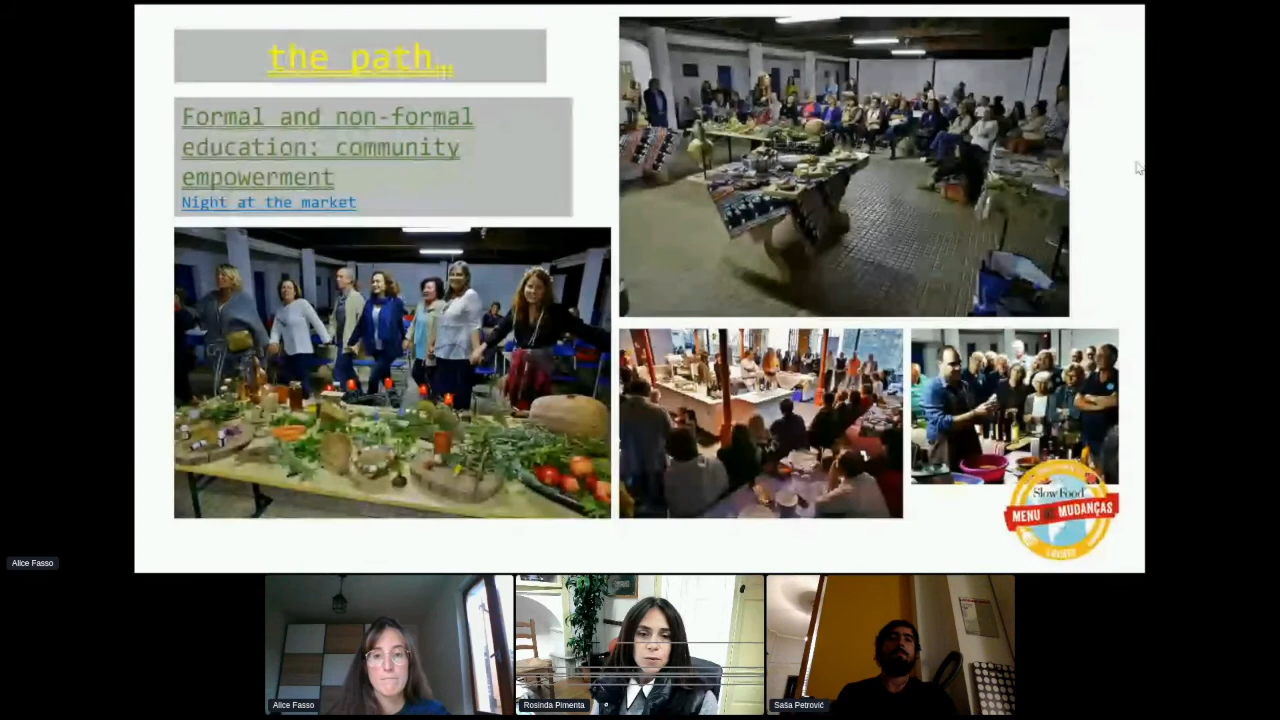 the path…
Formal and non-formal
education: community
empowerment
Night at the market
Slow Food
MENU
MUDANÇAS
Alice Fasso
Alice Fasso
Rosinda Pimenta
Saša Petrović